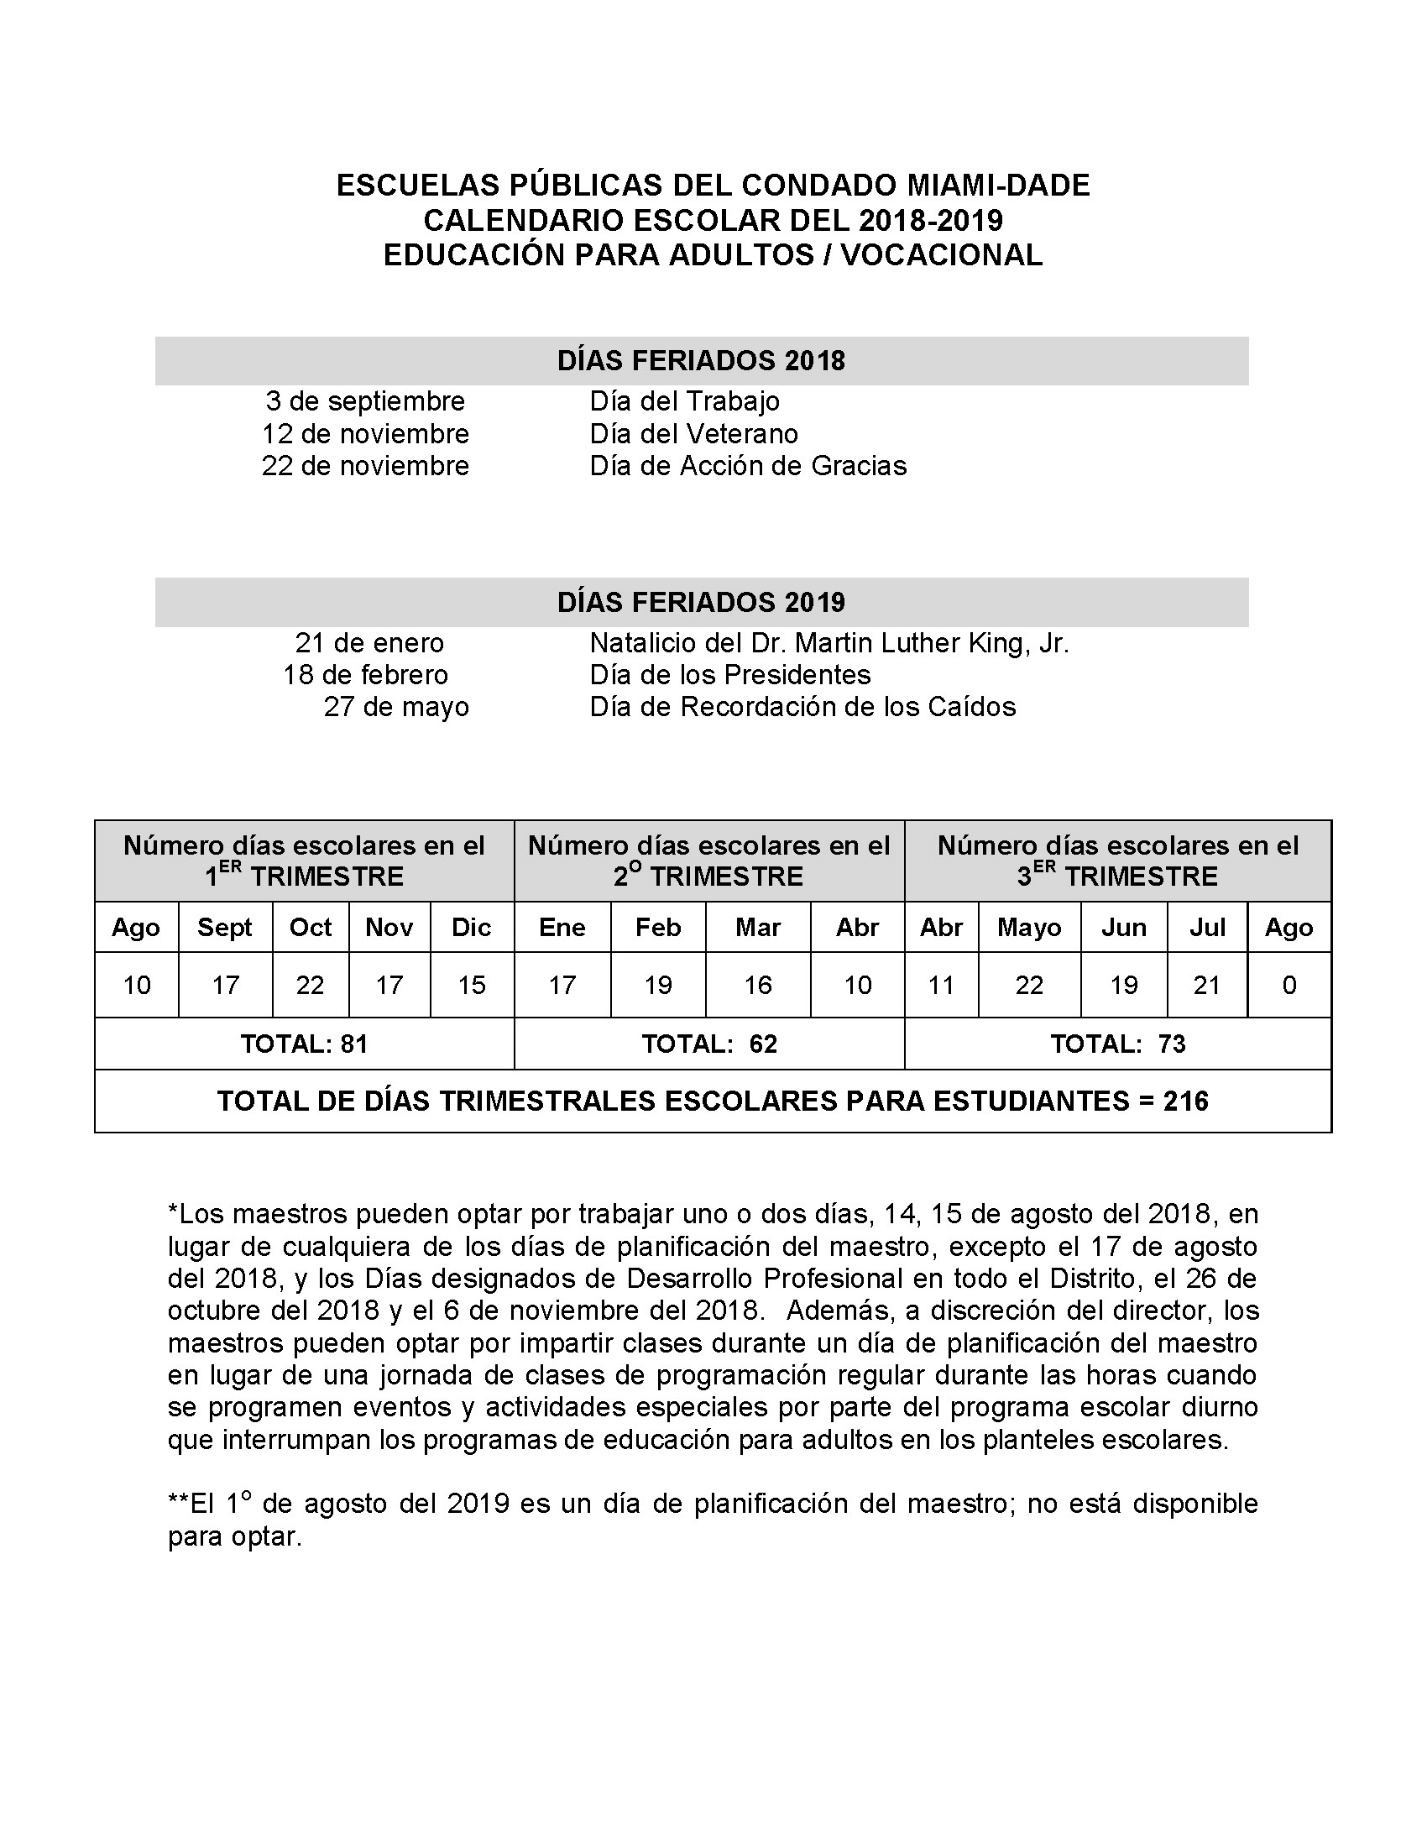 ESCUELAS PÚBLICAS DEL CONDADO MIAMI-DADE
CALENDARIO ESCOLAR DEL 2018-2019
EDUCACIÓN PARA ADULTOS / VOCACIONAL
DÍAS FERIADOS 2018
3 de septiembre Día del Trabajo
12 de noviembre Día del Veterano
22 de noviembre Día de Acción de Gracias
DÍAS FERIADOS 2019
21 de enero Natalicio del Dr. Martin Luther King, Jr.
18 de febrero Día de los Presidentes
27 de mayo Día de Recordación de los Caídos
Número días escolares en el 1ER TRIMESTRE Número días escolares en el 2O TRIMESTRE Número días escolares en el 3ER TRIMESTRE
Ago Sept Oct Nov Dic Ene Feb Mar Abr Abr Mayo Jun Jul Ago
10 17 22 17 15 17 19 16 10 11 22 19 21 0
TOTAL: 81 TOTAL: 62 TOTAL: 73
TOTAL DE DÍAS TRIMESTRALES ESCOLARES PARA ESTUDIANTES = 216
*Los maestros pueden optar por trabajar uno o dos días, 14, 15 de agosto del 2018, en
lugar de cualquiera de los días de planificación del maestro, excepto el 17 de agosto
del 2018, y los Días designados de Desarrollo Profesional en todo el Distrito, el 26 de
octubre del 2018 y el 6 de noviembre del 2018. Además, a discreción del director, los
maestros pueden optar por impartir clases durante un día de planificación del maestro
en lugar de una jornada de clases de programación regular durante las horas cuando
se programen eventos y actividades especiales por parte del programa escolar diurno
que interrumpan los programas de educación para adultos en los planteles escolares.
**El 1º de agosto del 2019 es un día de planificación del maestro; no está disponible
para optar.